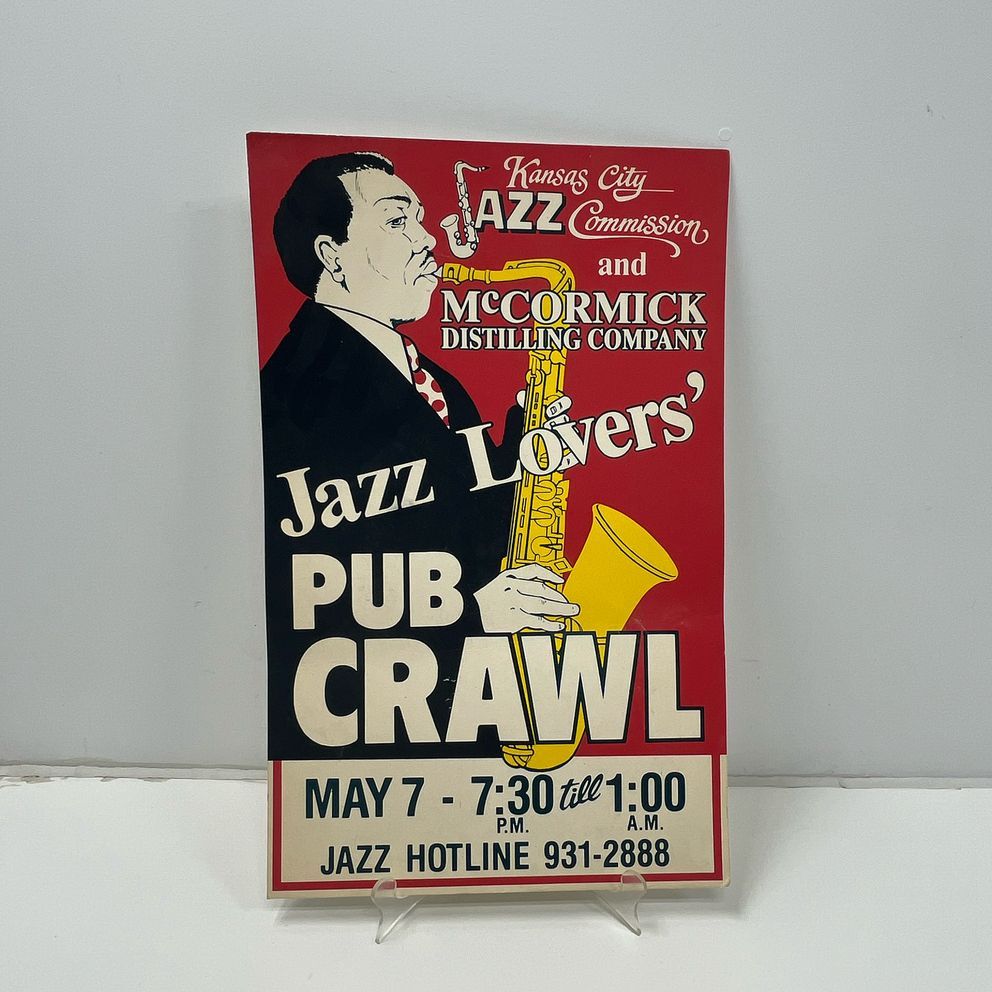 Kansas City
JAZZ Commission
and
McCORMICK
DISTILLING COMPANY
Jazz Lovers'
PUB
CRAWL
MAY 7 - 7:30 till 1:00
P.M. A.M.
JAZZ HOTLINE 931-2888